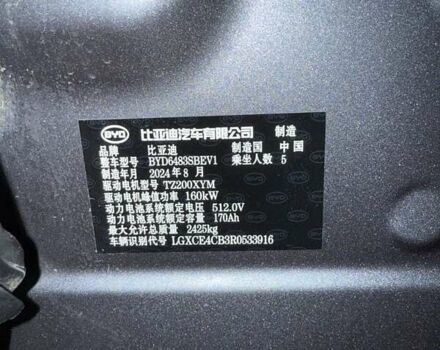 BYD 比亚迪汽车有限公司 制造
品牌 比亚迪 制造国 中国
整车型号 BYD6483SBEV1 乘坐人数 5
制造年月 2024年8月
驱动电机型号 TZ200XYM
驱动电机峰值功率 160kW
动力电池系统额定电压 512.0V
动力电池系统额定容量 170Ah
最大允许总质量 2425kg
车辆识别代号 LGXCE4CB3R0533916